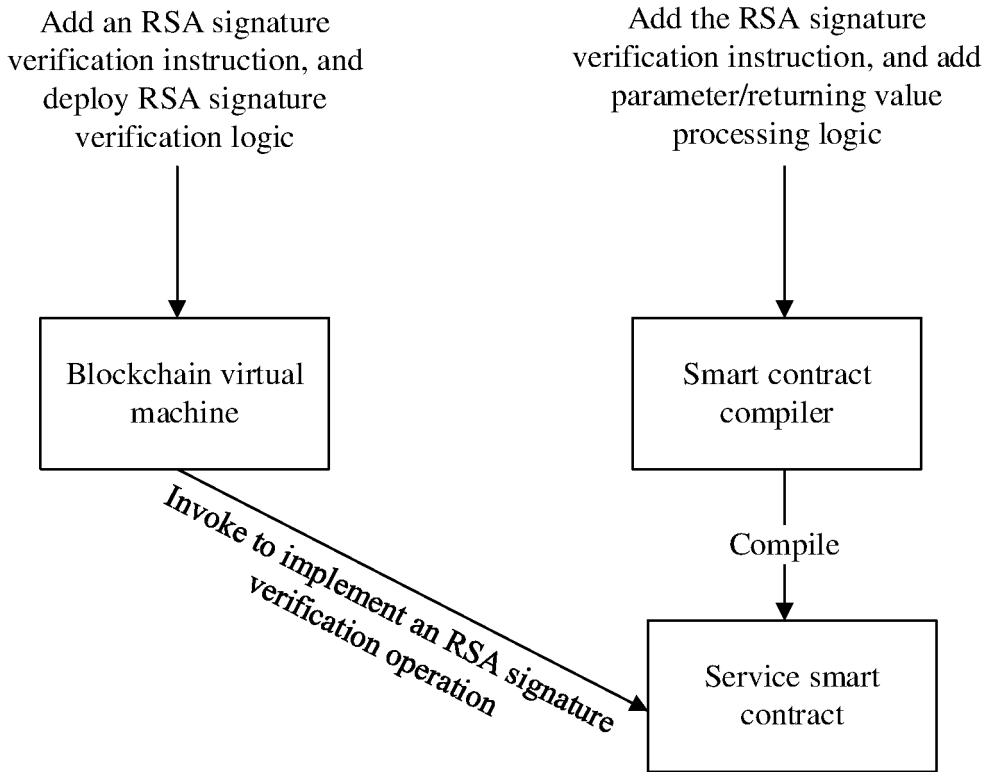 Add an RSA signature
verification instruction, and
deploy RSA signature
verification logic
Add the RSA signature
verification instruction, and add
parameter/returning value
processing logic
Blockchain virtual
machine
Smart contract
compiler
Invoke to implement an RSA signature
verification operation
Compile
Service smart
contract